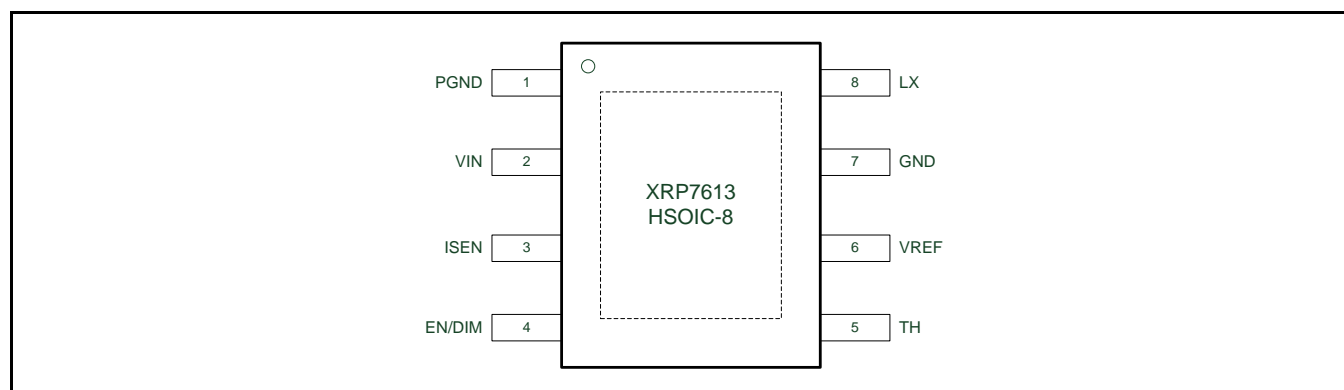 PGND 1
8 LX
VIN 2
7 GND
XRP7613
HSOIC-8
ISEN 3
6 VREF
EN/DIM 4
5 TH